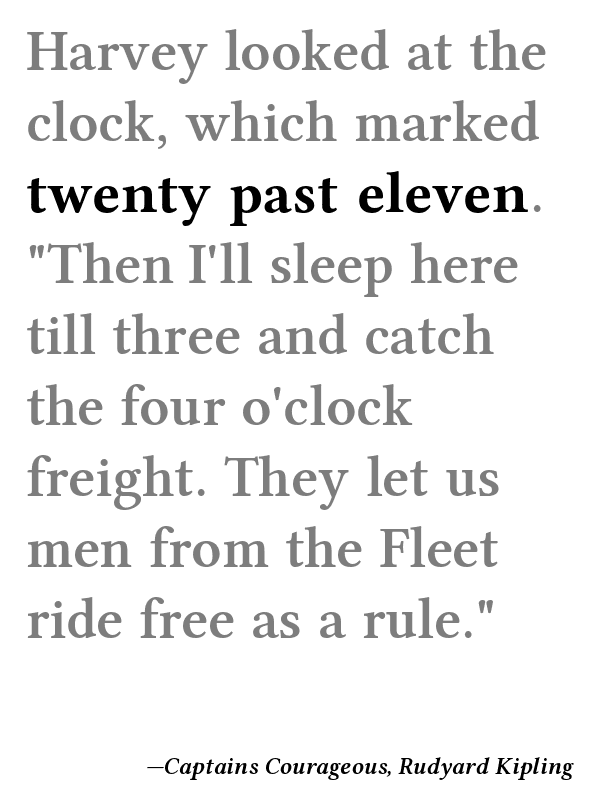 Harvey looked at the
clock, which marked
twenty past eleven.
"Then I'll sleep here
till three and catch
the four o'clock
freight. They let us
men from the Fleet
ride free as a rule."
—Captains Courageous, Rudyard Kipling